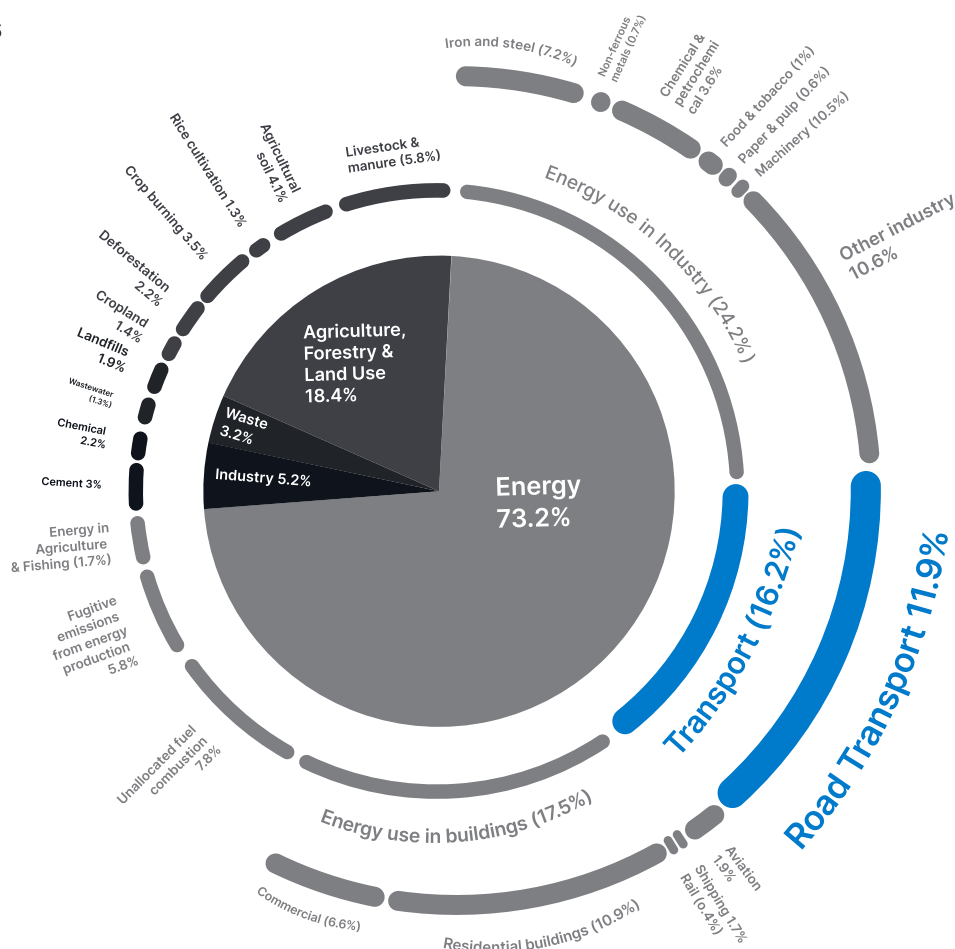 s
Iron and steel (7.2%)
Non-ferrous
metals (0.7%)
Chemical &
petrochemi
cal 3.6%
Food & tobacco (1%)
Paper & pulp (0.6%)
Machinery (10.5%)
Other industry
10.6%
Energy use in Industry (24.2%)
Livestock &
manure (5.8%)
Agricultural
soil 4.1%
Rice cultivation 1.3%
Crop burning 3.5%
Deforestation
2.2%
Cropland
1.4%
Landfills
1.9%
Wastewater
(1.3%)
Chemical
2.2%
Cement 3%
Energy in
Agriculture
& Fishing (1.7%)
Fugitive
emissions
from energy
production
5.8%
Unallocated fuel
combustion
7.8%
Agriculture,
Forestry &
Land Use
18.4%
Waste
3.2%
Industry 5.2%
Energy
73.2%
Transport (16.2%)
Road Transport 11.9%
Energy use in buildings (17.5%)
Aviation
1.9%
Shipping 1.7%
Rail (0.4%)
Commercial (6.6%)
Residential buildings (10.9%)